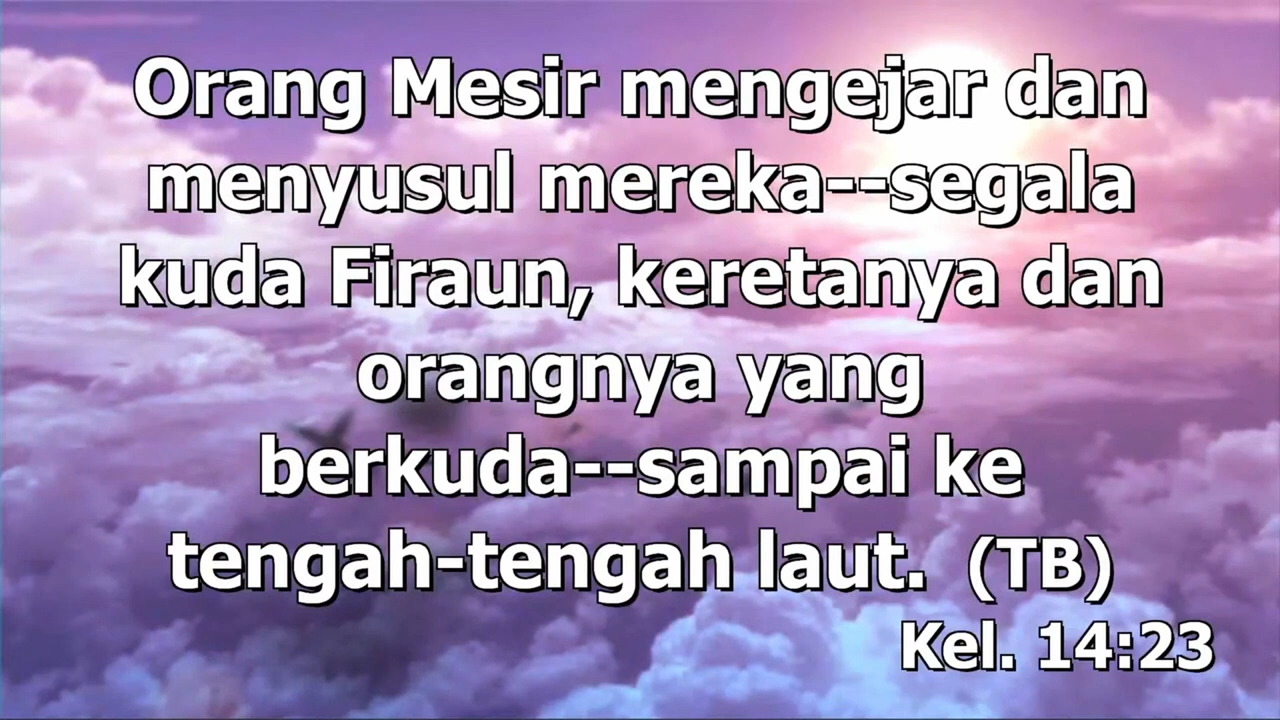 Orang Mesir mengejar dan
menyusul mereka--segala
kuda Firaun, keretanya dan
orangnya yang
berkuda--sampai ke
tengah-tengah laut.  (TB)
Kel. 14:23